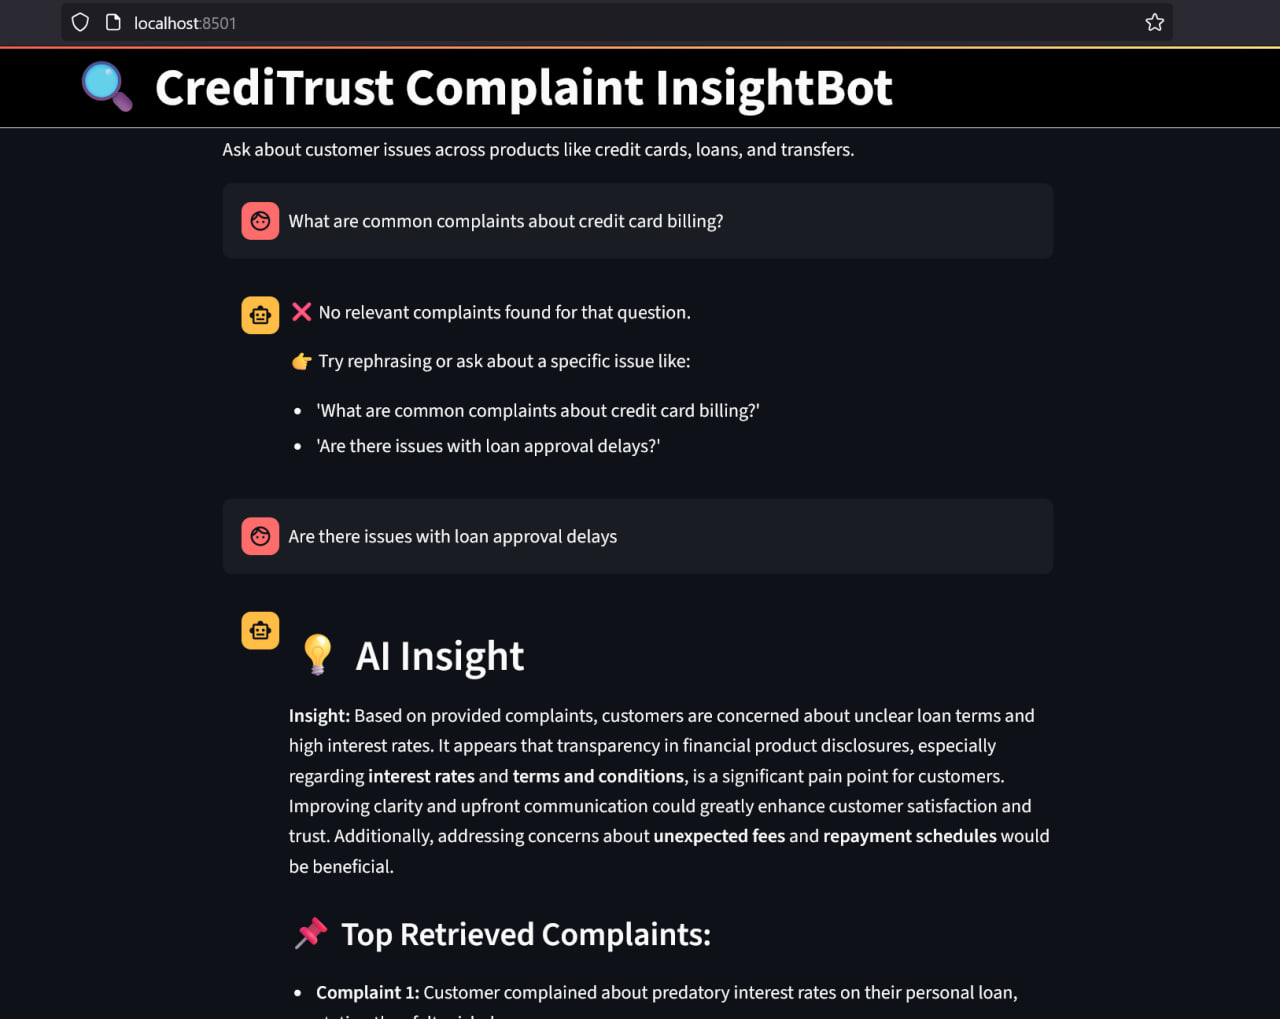 localhost:8501
CrediTrust Complaint InsightBot
Ask about customer issues across products like credit cards, loans, and transfers.
What are common complaints about credit card billing?
No relevant complaints found for that question.
Try rephrasing or ask about a specific issue like:
'What are common complaints about credit card billing?'
'Are there issues with loan approval delays?'
Are there issues with loan approval delays
AI Insight
Insight: Based on provided complaints, customers are concerned about unclear loan terms and
high interest rates. It appears that transparency in financial product disclosures, especially
regarding interest rates and terms and conditions, is a significant pain point for customers.
Improving clarity and upfront communication could greatly enhance customer satisfaction and
trust. Additionally, addressing concerns about unexpected fees and repayment schedules would
be beneficial.
Top Retrieved Complaints:
Complaint 1: Customer complained about predatory interest rates on their personal loan,